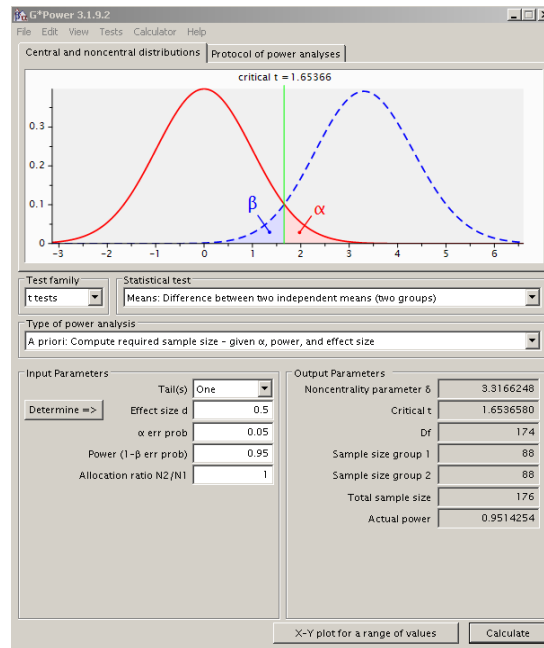 G*Power 3.1.9.2
File Edit View Tests Calculator Help
Central and noncentral distributions Protocol of power analyses
critical t = 1.65366
0.3
0.2
0.1
0
β
α
-3 -2 -1 0 1 2 3 4 5 6
Test family Statistical test
t tests Means: Difference between two independent means (two groups)
Type of power analysis
A priori: Compute required sample size - given α, power, and effect size
Input Parameters
Tail(s) One
Determine => Effect size d 0.5
α err prob 0.05
Power (1-β err prob) 0.95
Allocation ratio N2/N1 1
Output Parameters
Noncentrality parameter δ 3.3166248
Critical t 1.6536580
Df 174
Sample size group 1 88
Sample size group 2 88
Total sample size 176
Actual power 0.9514254
X-Y plot for a range of values Calculate